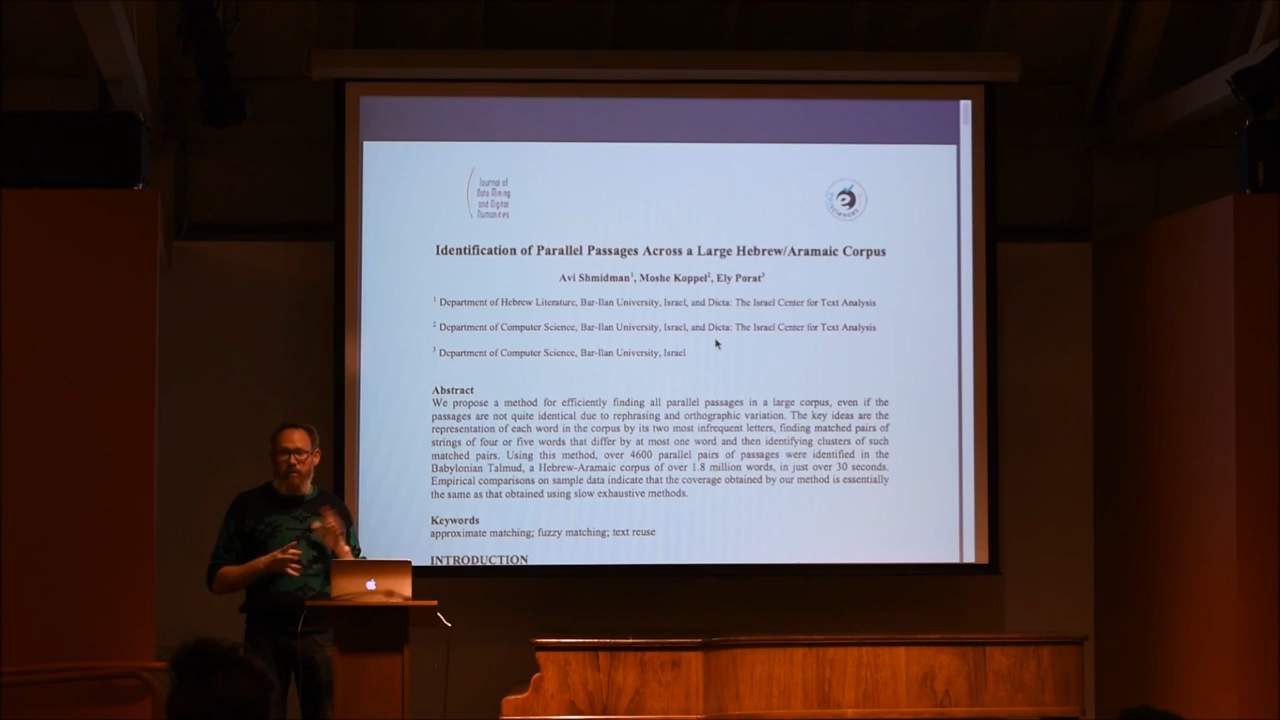 Journal of
Data Mining
and Digital
Humanities
e
sciences
Identification of Parallel Passages Across a Large Hebrew/Aramaic Corpus
Avi Shmidman¹, Moshe Koppel², Ely Porat³
¹ Department of Hebrew Literature, Bar-Ilan University, Israel, and Dicta: The Israel Center for Text Analysis
² Department of Computer Science, Bar-Ilan University, Israel, and Dicta: The Israel Center for Text Analysis
³ Department of Computer Science, Bar-Ilan University, Israel
Abstract
We propose a method for efficiently finding all parallel passages in a large corpus, even if the
passages are not quite identical due to rephrasing and orthographic variation. The key ideas are the
representation of each word in the corpus by its two most infrequent letters, finding matched pairs of
strings of four or five words that differ by at most one word and then identifying clusters of such
matched pairs. Using this method, over 4600 parallel pairs of passages were identified in the
Babylonian Talmud, a Hebrew-Aramaic corpus of over 1.8 million words, in just over 30 seconds.
Empirical comparisons on sample data indicate that the coverage obtained by our method is essentially
the same as that obtained using slow exhaustive methods.
Keywords
approximate matching; fuzzy matching; text reuse
INTRODUCTION